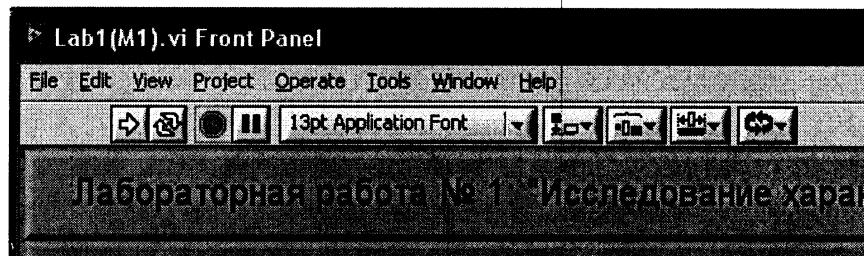 Lab1(M1).vi Front Panel
File Edit View Project Operate Tools Window Help
13pt Application Font
Лабораторная работа № 1 "Исследование харак